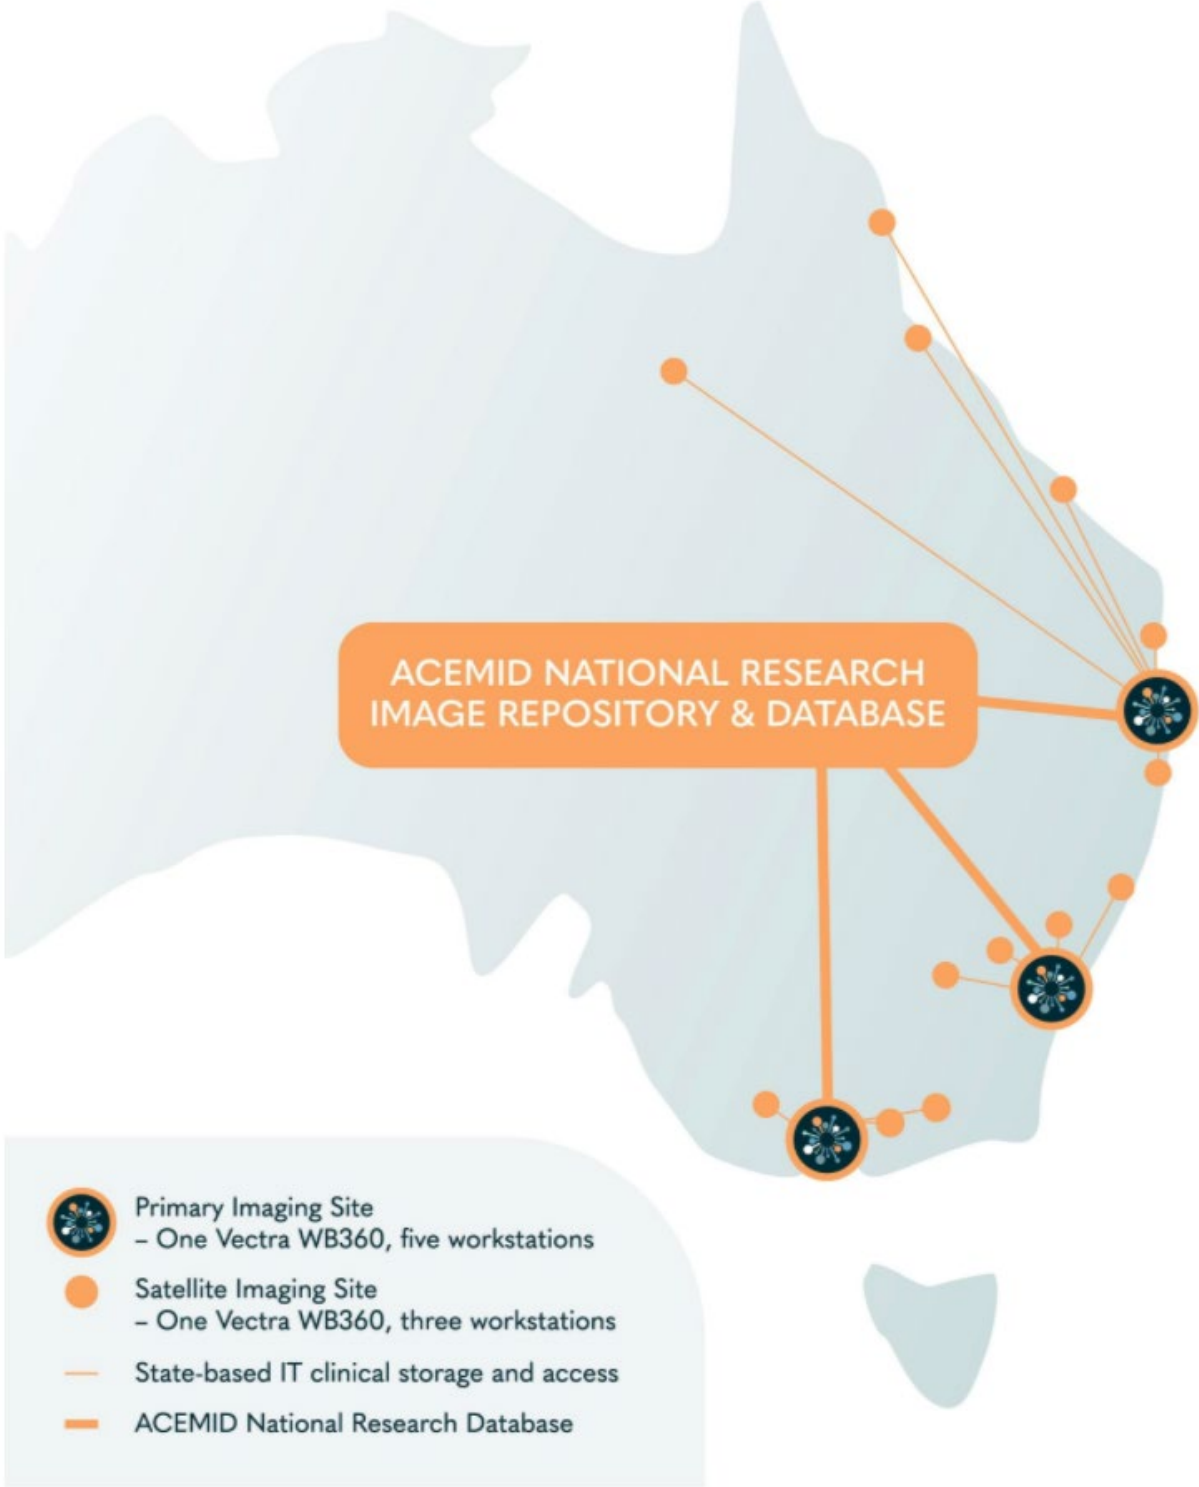 ACEMID NATIONAL RESEARCH
IMAGE REPOSITORY & DATABASE
Primary Imaging Site
– One Vectra WB360, five workstations
Satellite Imaging Site
– One Vectra WB360, three workstations
State-based IT clinical storage and access
ACEMID National Research Database